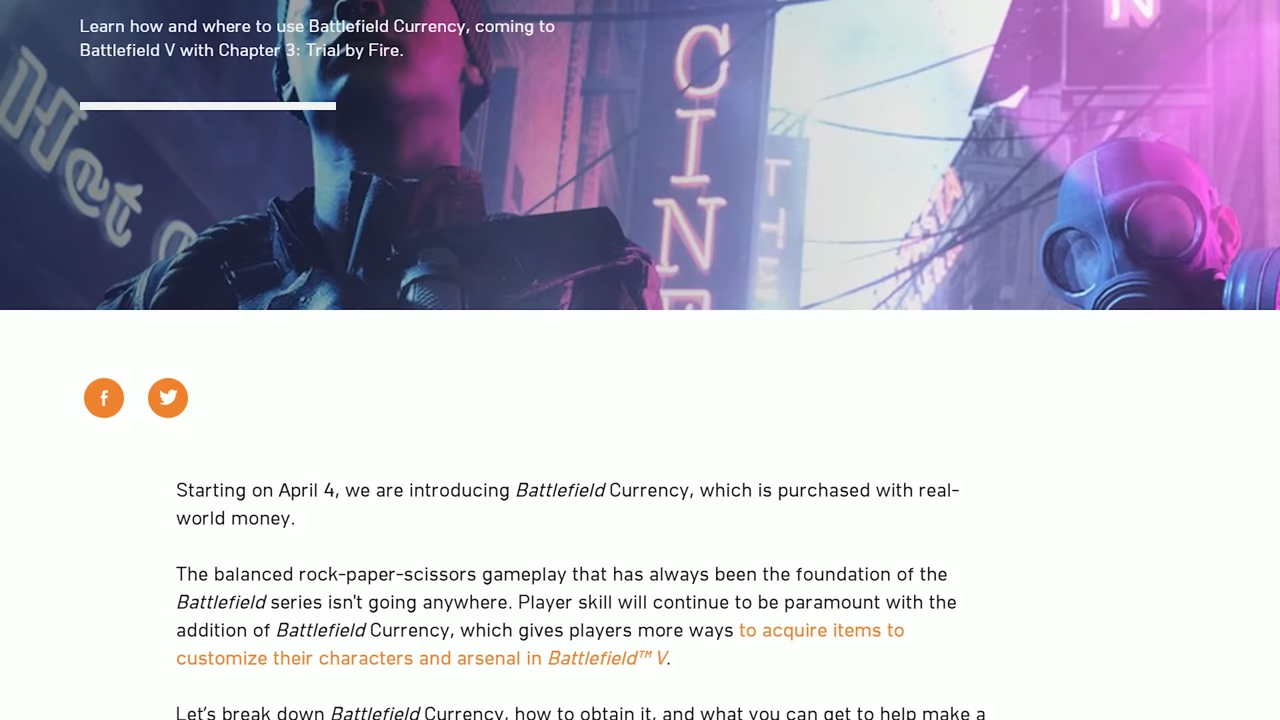 Learn how and where to use Battlefield Currency, coming to
Battlefield V with Chapter 3: Trial by Fire.
Het
CINE
THE
N
Starting on April 4, we are introducing Battlefield Currency, which is purchased with real-
world money.
The balanced rock-paper-scissors gameplay that has always been the foundation of the
Battlefield series isn't going anywhere. Player skill will continue to be paramount with the
addition of Battlefield Currency, which gives players more ways to acquire items to
customize their characters and arsenal in Battlefield™ V.
Let's break down Battlefield Currency, how to obtain it, and what you can get to help make a